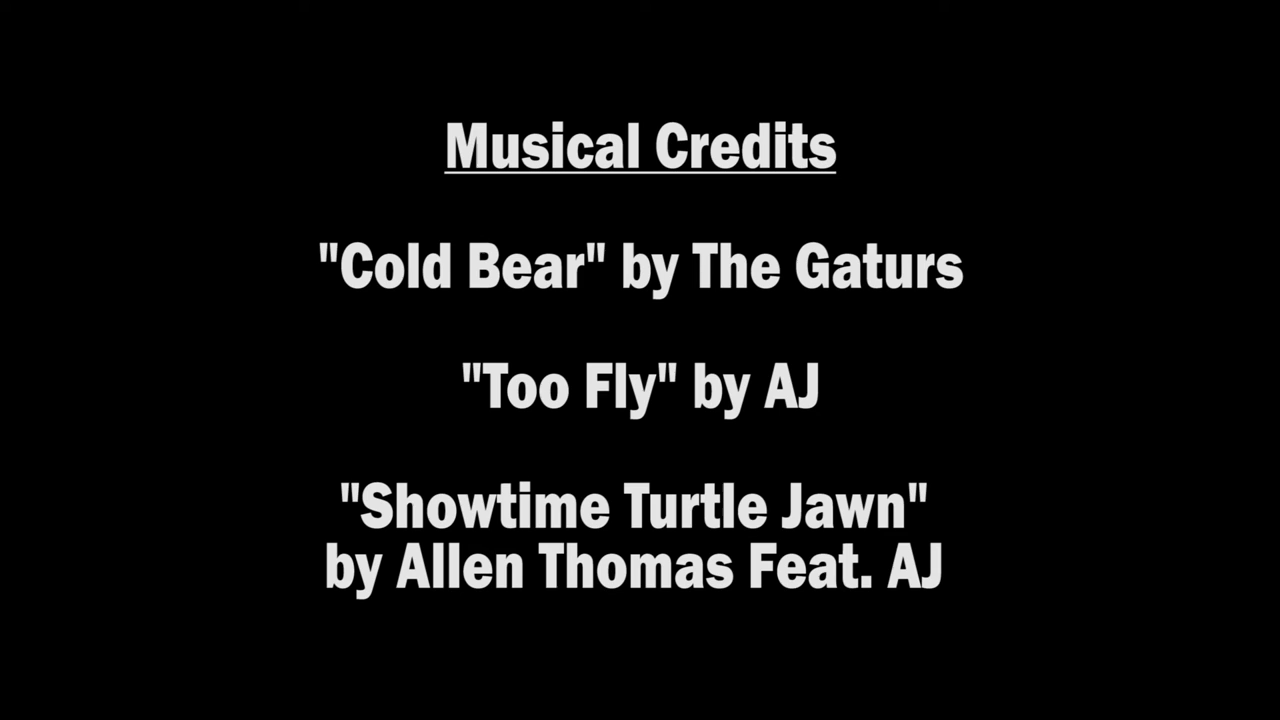 Musical Credits
"Cold Bear" by The Gaturs
"Too Fly" by AJ
"Showtime Turtle Jawn"
by Allen Thomas Feat. AJ